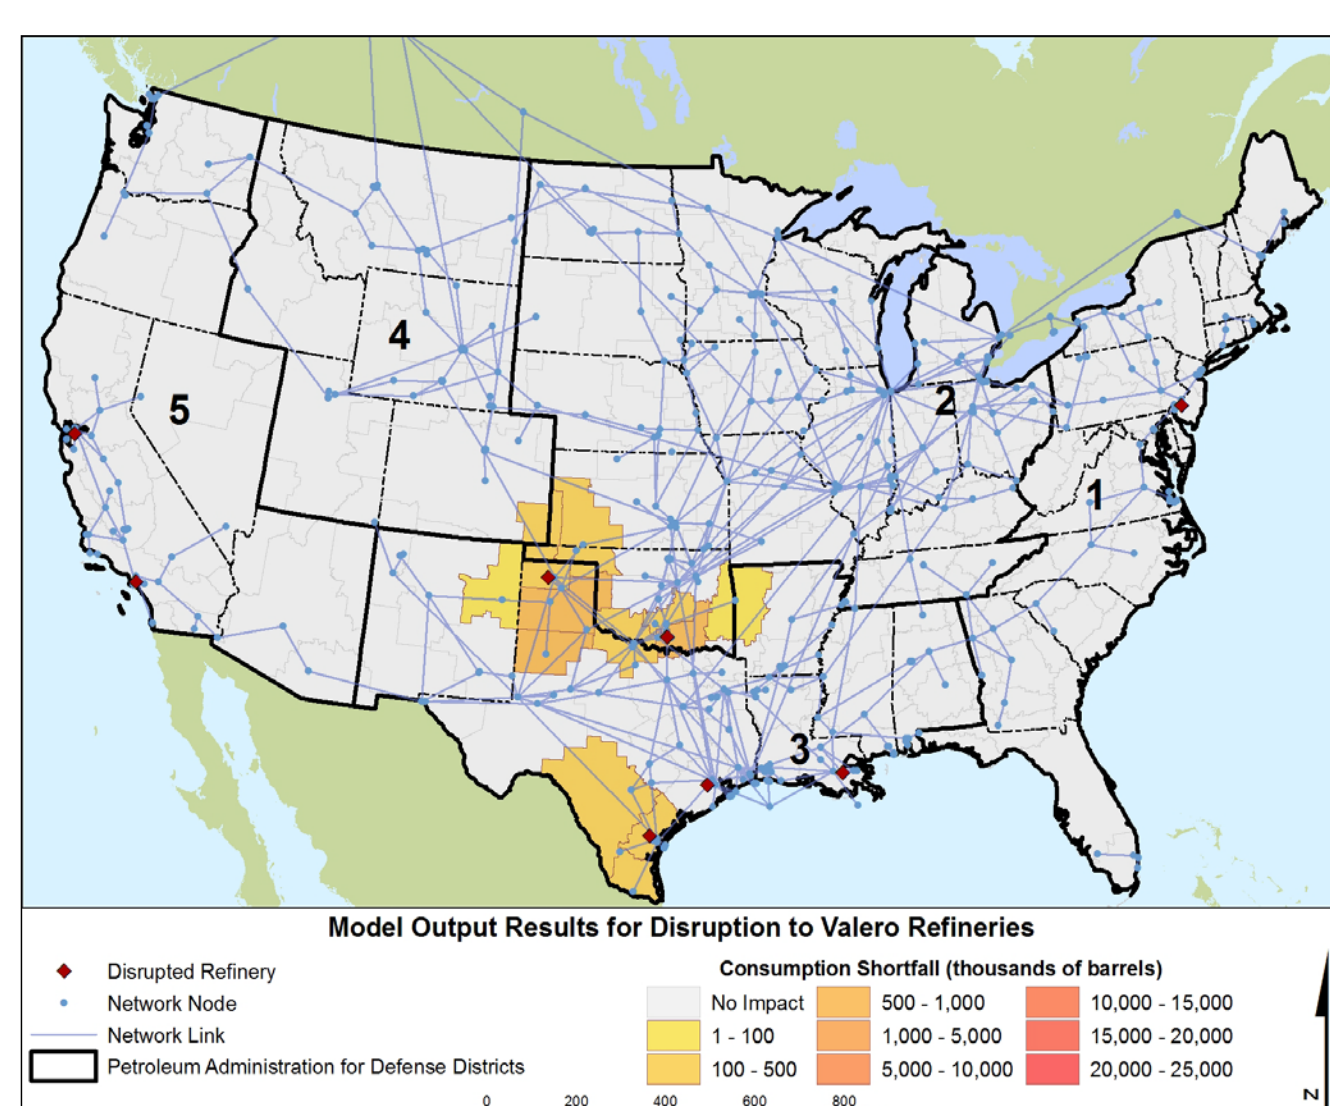 4
5
2
1
3
Model Output Results for Disruption to Valero Refineries
Disrupted Refinery
Network Node
Network Link
Petroleum Administration for Defense Districts
Consumption Shortfall (thousands of barrels)
No Impact
1 - 100
100 - 500
500 - 1,000
1,000 - 5,000
5,000 - 10,000
10,000 - 15,000
15,000 - 20,000
20,000 - 25,000
0 200 400 600 800
N